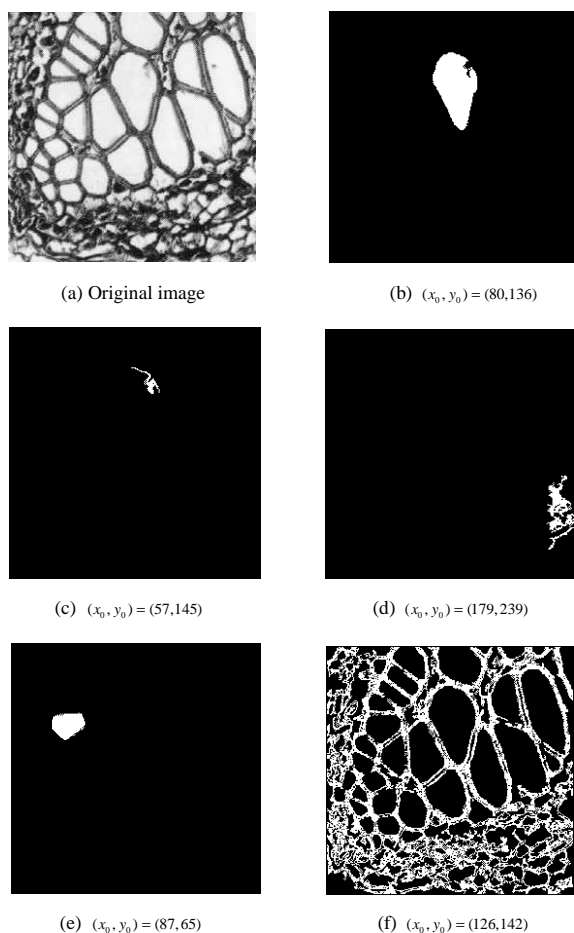 (a) Original image
(b) (x₀, y₀) = (80,136)
(c) (x₀, y₀) = (57,145)
(d) (x₀, y₀) = (179,239)
(e) (x₀, y₀) = (87,65)
(f) (x₀, y₀) = (126,142)